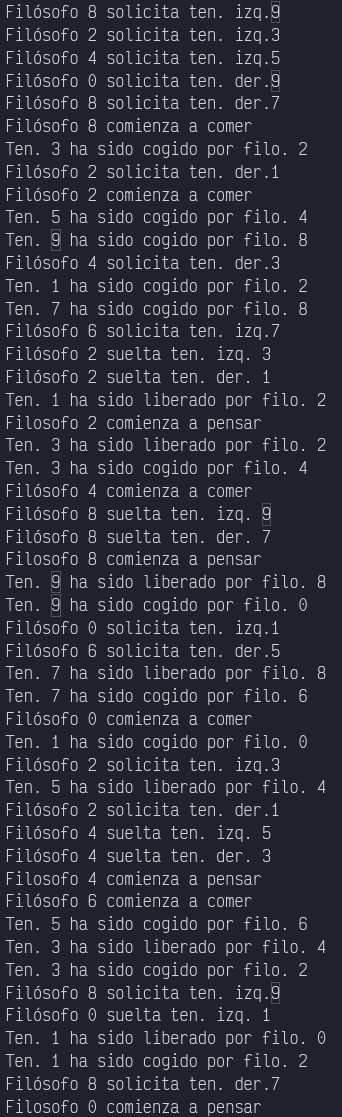 Filósofo 8 solicita ten. izq.9
Filósofo 2 solicita ten. izq.3
Filósofo 4 solicita ten. izq.5
Filósofo 0 solicita ten. der.9
Filósofo 8 solicita ten. der.7
Filósofo 8 comienza a comer
Ten. 3 ha sido cogido por filo. 2
Filósofo 2 solicita ten. der.1
Filósofo 2 comienza a comer
Ten. 5 ha sido cogido por filo. 4
Ten. 9 ha sido cogido por filo. 8
Filósofo 4 solicita ten. der.3
Ten. 1 ha sido cogido por filo. 2
Ten. 7 ha sido cogido por filo. 8
Filósofo 6 solicita ten. izq.7
Filósofo 2 suelta ten. izq. 3
Filósofo 2 suelta ten. der. 1
Ten. 1 ha sido liberado por filo. 2
Filosofo 2 comienza a pensar
Ten. 3 ha sido liberado por filo. 2
Ten. 3 ha sido cogido por filo. 4
Filósofo 4 comienza a comer
Filósofo 8 suelta ten. izq. 9
Filósofo 8 suelta ten. der. 7
Filosofo 8 comienza a pensar
Ten. 9 ha sido liberado por filo. 8
Ten. 9 ha sido cogido por filo. 0
Filósofo 0 solicita ten. izq.1
Filósofo 6 solicita ten. der.5
Ten. 7 ha sido liberado por filo. 8
Ten. 7 ha sido cogido por filo. 6
Filósofo 0 comienza a comer
Ten. 1 ha sido cogido por filo. 0
Filósofo 2 solicita ten. izq.3
Ten. 5 ha sido liberado por filo. 4
Filósofo 2 solicita ten. der.1
Filósofo 4 suelta ten. izq. 5
Filósofo 4 suelta ten. der. 3
Filosofo 4 comienza a pensar
Filósofo 6 comienza a comer
Ten. 5 ha sido cogido por filo. 6
Ten. 3 ha sido liberado por filo. 4
Ten. 3 ha sido cogido por filo. 2
Filósofo 8 solicita ten. izq.9
Filósofo 0 suelta ten. izq. 1
Ten. 1 ha sido liberado por filo. 0
Ten. 1 ha sido cogido por filo. 2
Filósofo 8 solicita ten. der.7
Filosofo 0 comienza a pensar